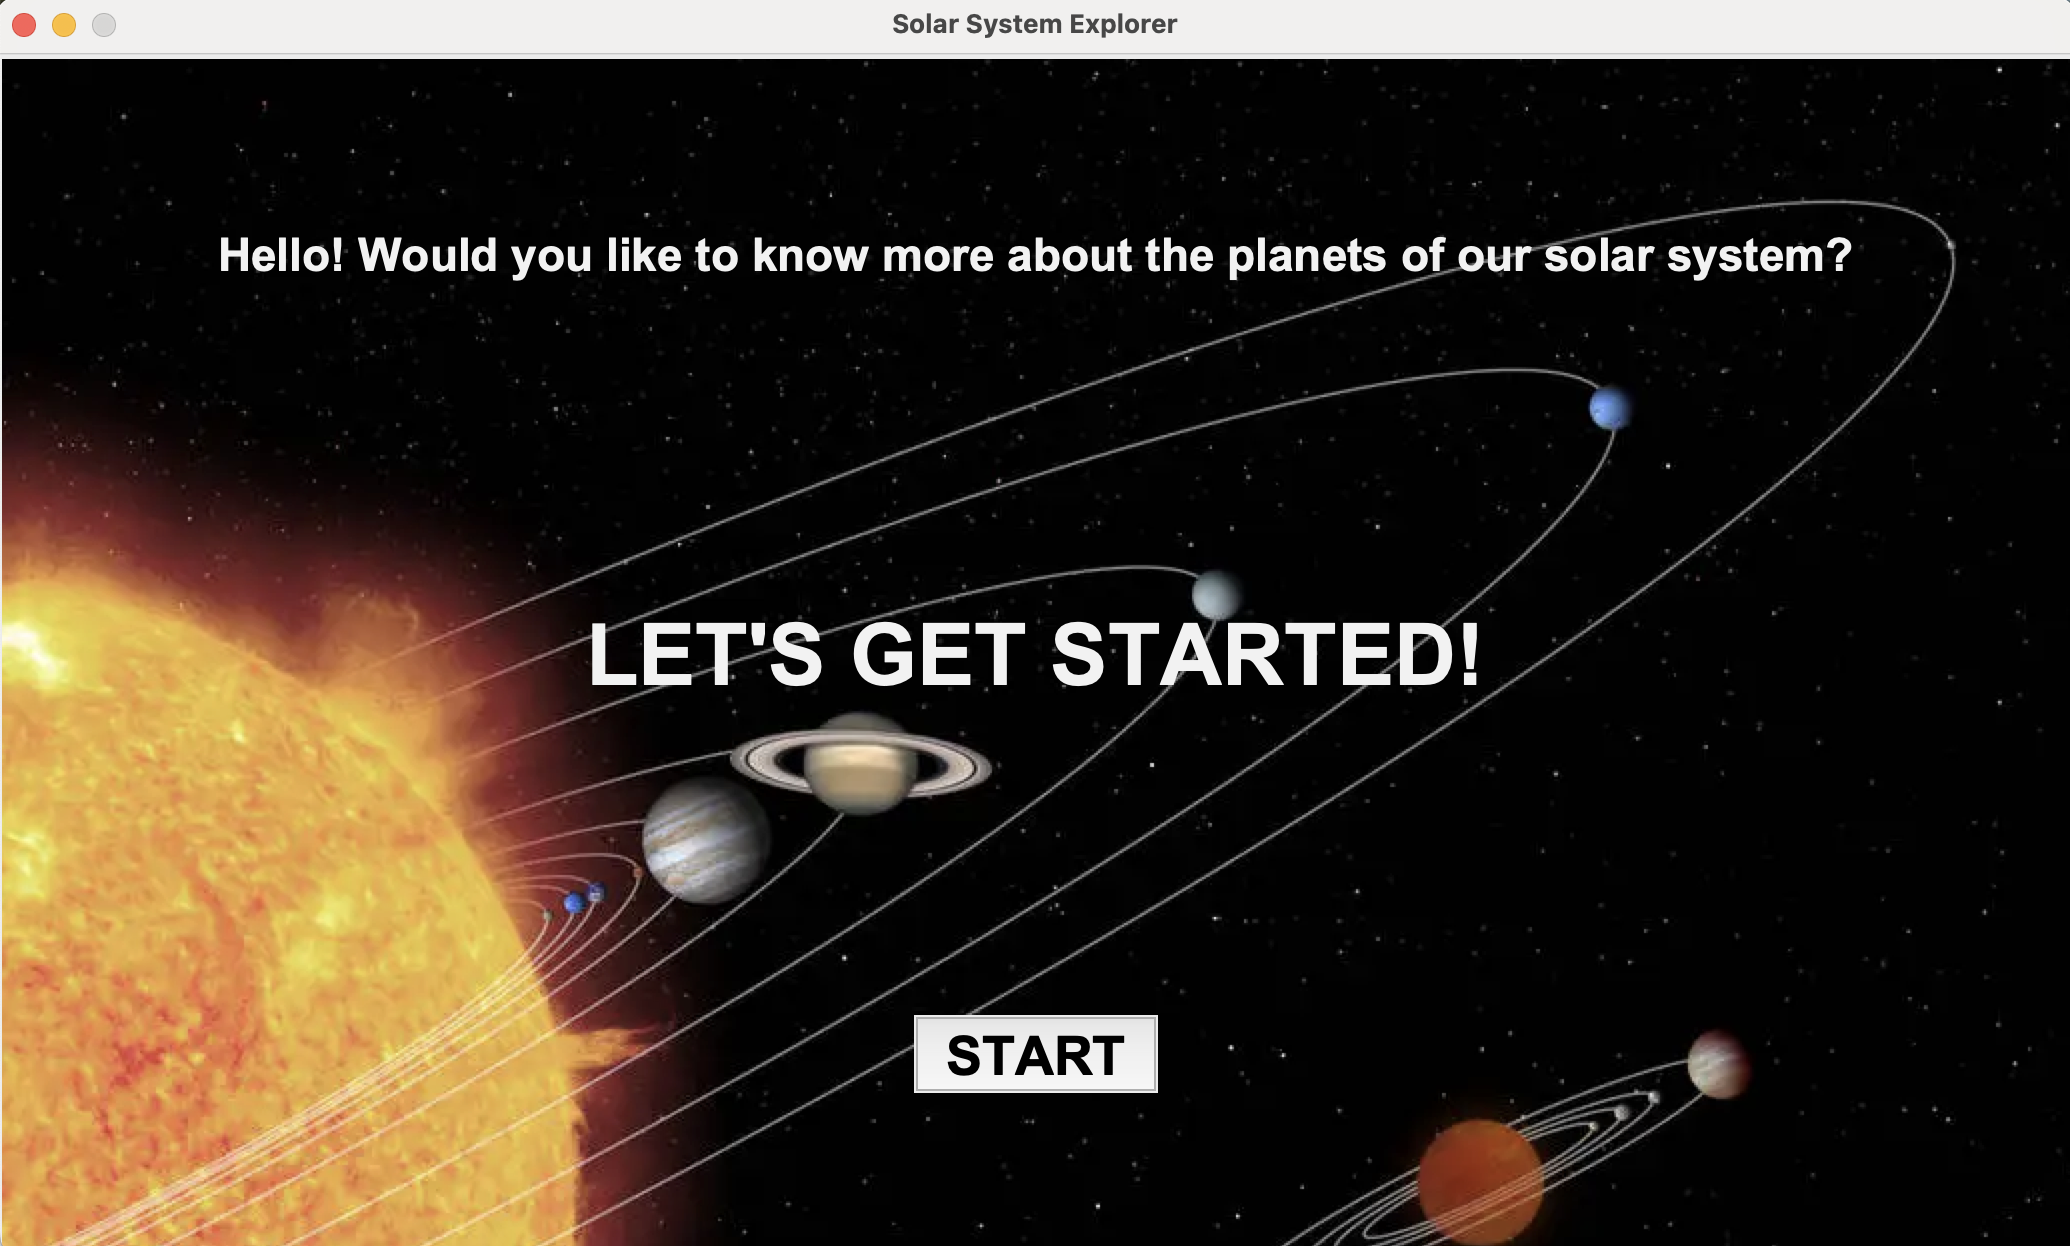 Solar System Explorer
Hello! Would you like to know more about the planets of our solar system?
LET'S GET STARTED!
START